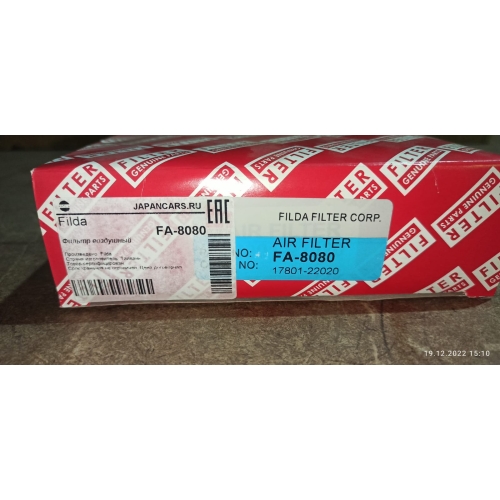 FILTER
GENUINE PARTS
JAPANCARS.RU
Filda
FA-8080
Фильтр воздушный
EAC
FILDA FILTER CORP.
AIR FILTER
NO: FA-8080
NO: 17801-22020
19.12.2022 15:10